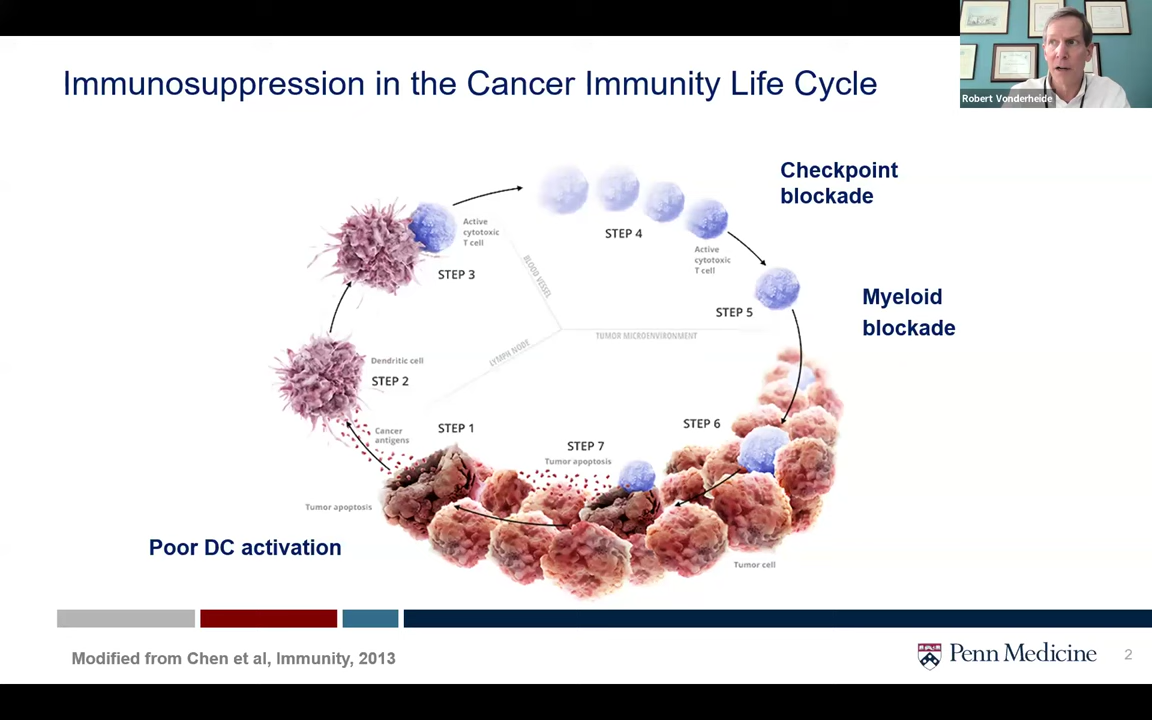 Immunosuppression in the Cancer Immunity Life Cycle
Robert Vonderheide
Checkpoint
blockade
Active
cytotoxic
T cell
STEP 3
STEP 4
Active
cytotoxic
T cell
STEP 5
Myeloid
blockade
BLOOD VESSEL
TUMOR MICROENVIRONMENT
LYMPH NODE
Dendritic cell
STEP 2
Cancer
antigens
STEP 1
STEP 7
Tumor apoptosis
STEP 6
Tumor apoptosis
Tumor cell
Poor DC activation
Modified from Chen et al, Immunity, 2013
Penn Medicine
2